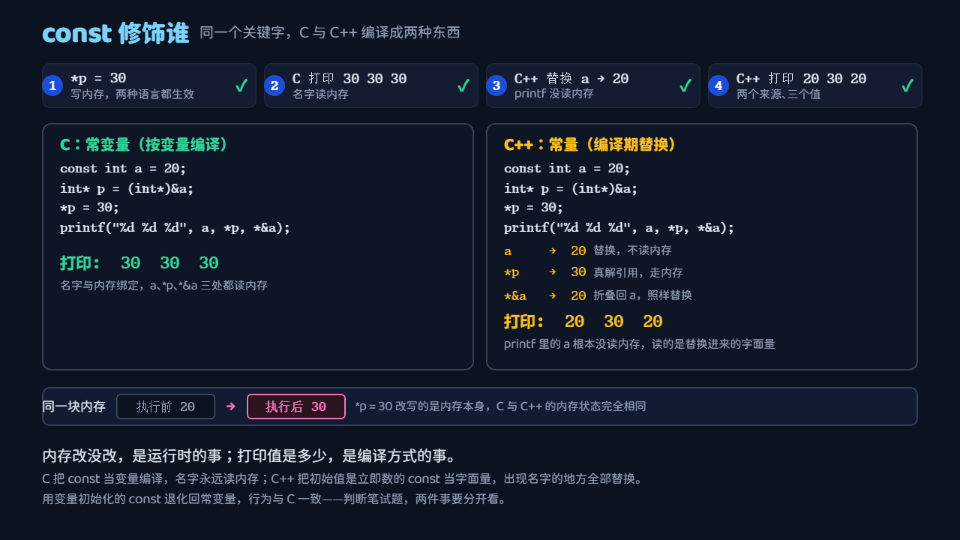 const 修饰谁 同一个关键字，C 与 C++ 编译成两种东西
1 *p = 30 ✓
写内存，两种语言都生效
2 C 打印 30 30 30 ✓
名字读内存
3 C++ 替换 a → 20 ✓
printf 没读内存
4 C++ 打印 20 30 20 ✓
两个来源、三个值
C：常变量（按变量编译）
const int a = 20;
int* p = (int*)&a;
*p = 30;
printf("%d %d %d", a, *p, *&a);
打印： 30 30 30
名字与内存绑定，a、*p、*&a 三处都读内存
C++：常量（编译期替换）
const int a = 20;
int* p = (int*)&a;
*p = 30;
printf("%d %d %d", a, *p, *&a);
a → 20 替换，不读内存
*p → 30 真解引用，走内存
*&a → 20 折叠回 a，照样替换
打印： 20 30 20
printf 里的 a 根本没读内存，读的是替换进来的字面量
同一块内存 执行前 20 → 执行后 30 *p = 30 改写的是内存本身，C 与 C++ 的内存状态完全相同
内存改没改，是运行时的事；打印值是多少，是编译方式的事。
C 把 const 当变量编译，名字永远读内存；C++ 把初始值是立即数的 const 当字面量，出现名字的地方全部替换。
用变量初始化的 const 退化回常变量，行为与 C 一致——判断笔试题，两件事要分开看。